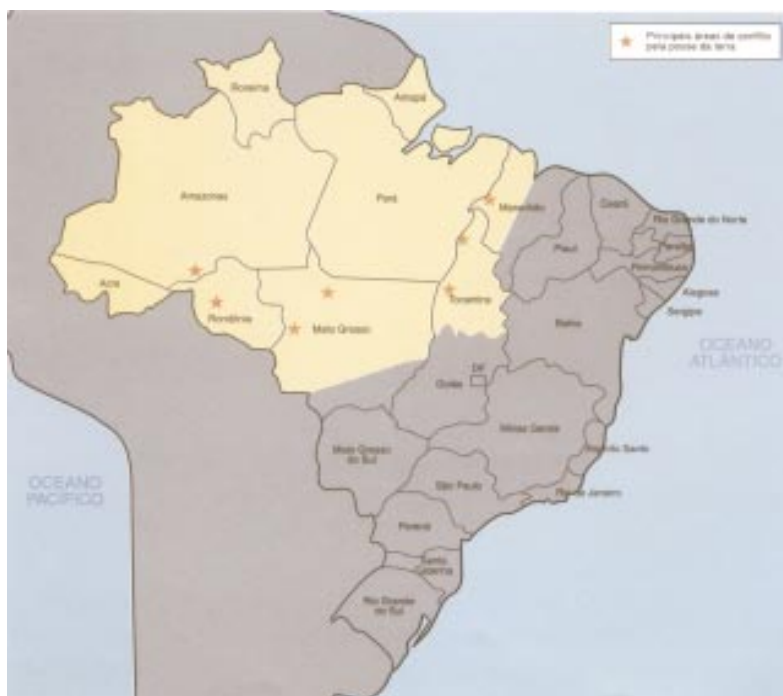 Principais áreas de conflito
pela posse da terra
Roraima
Amapá
Amazonas
Pará
Maranhão
Ceará
Rio Grande do Norte
Paraíba
Piauí
Pernambuco
Acre
Tocantins
Alagoas
Sergipe
Rondônia
Mato Grosso
Bahia
OCEANO
ATLÂNTICO
DF
Goiás
Minas Gerais
Mato Grosso
do Sul
Espírito Santo
OCEANO
PACÍFICO
São Paulo
Rio de Janeiro
Paraná
Santa
Catarina
Rio Grande
do Sul